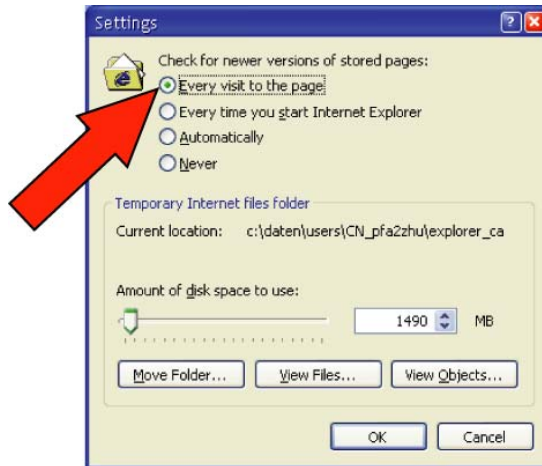 Settings
Check for newer versions of stored pages:
Every visit to the page
Every time you start Internet Explorer
Automatically
Never
Temporary Internet files folder
Current location: c:\daten\users\CN_pfa2zhu\explorer_ca
Amount of disk space to use:
1490 MB
Move Folder... View Files... View Objects...
OK Cancel